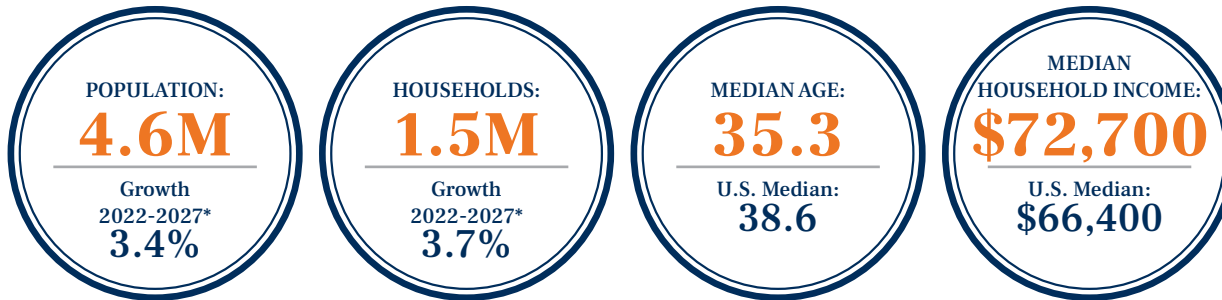 POPULATION:
4.6M
Growth
2022-2027*
3.4%
HOUSEHOLDS:
1.5M
Growth
2022-2027*
3.7%
MEDIAN AGE:
35.3
U.S. Median:
38.6
MEDIAN
HOUSEHOLD INCOME:
$72,700
U.S. Median:
$66,400